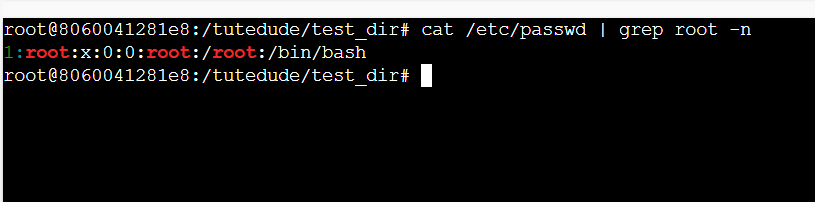 root@8060041281e8:/tutedude/test_dir# cat /etc/passwd | grep root -n
1:root:x:0:0:root:/root:/bin/bash
root@8060041281e8:/tutedude/test_dir#